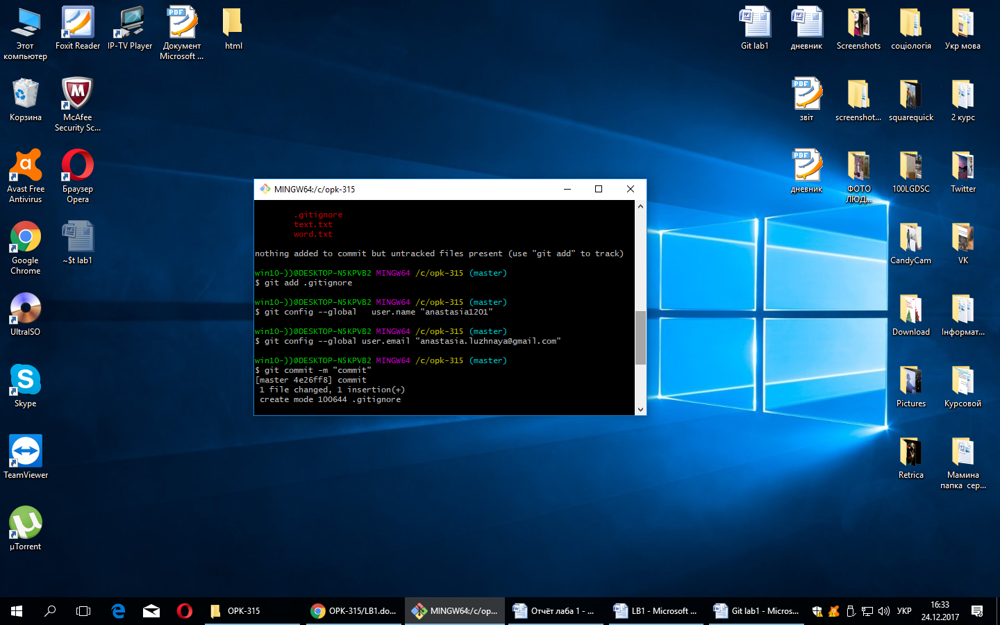 Этот
компьютер
Foxit Reader
IP-TV Player
PDF
Документ
Microsoft ...
html
Git lab1
дневник
Screenshots
соціологія
Укр мова
Корзина
McAfee
Security Sc...
PDF
звіт
screenshot...
squarequick
2 курс
Avast Free
Antivirus
Браузер
Opera
PDF
дневник
ФОТО
ЛЮД...
100LGDSC
Twitter
Google
Chrome
~$t lab1
CandyCam
VK
UltraISO
Download
Інформат...
Skype
Pictures
Курсовой
TeamViewer
Retrica
Мамина
папка сер...
µTorrent
MINGW64:/c/opk-315
.gitignore
text.txt
word.txt
nothing added to commit but untracked files present (use "git add" to track)
win10-))@DESKTOP-N5KPVB2 MINGW64 /c/opk-315 (master)
$ git add .gitignore
win10-))@DESKTOP-N5KPVB2 MINGW64 /c/opk-315 (master)
$ git config --global   user.name "anastasia1201"
win10-))@DESKTOP-N5KPVB2 MINGW64 /c/opk-315 (master)
$ git config --global user.email "anastasia.luzhnaya@gmail.com"
win10-))@DESKTOP-N5KPVB2 MINGW64 /c/opk-315 (master)
$ git commit -m "commit"
[master 4e26ff8] commit
1 file changed, 1 insertion(+)
create mode 100644 .gitignore
OPK-315
OPK-315/LB1.do...
MINGW64:/c/op...
Отчёт лаба 1 - ...
LB1 - Microsoft ...
Git lab1 - Micros...
УКР
16:33
24.12.2017